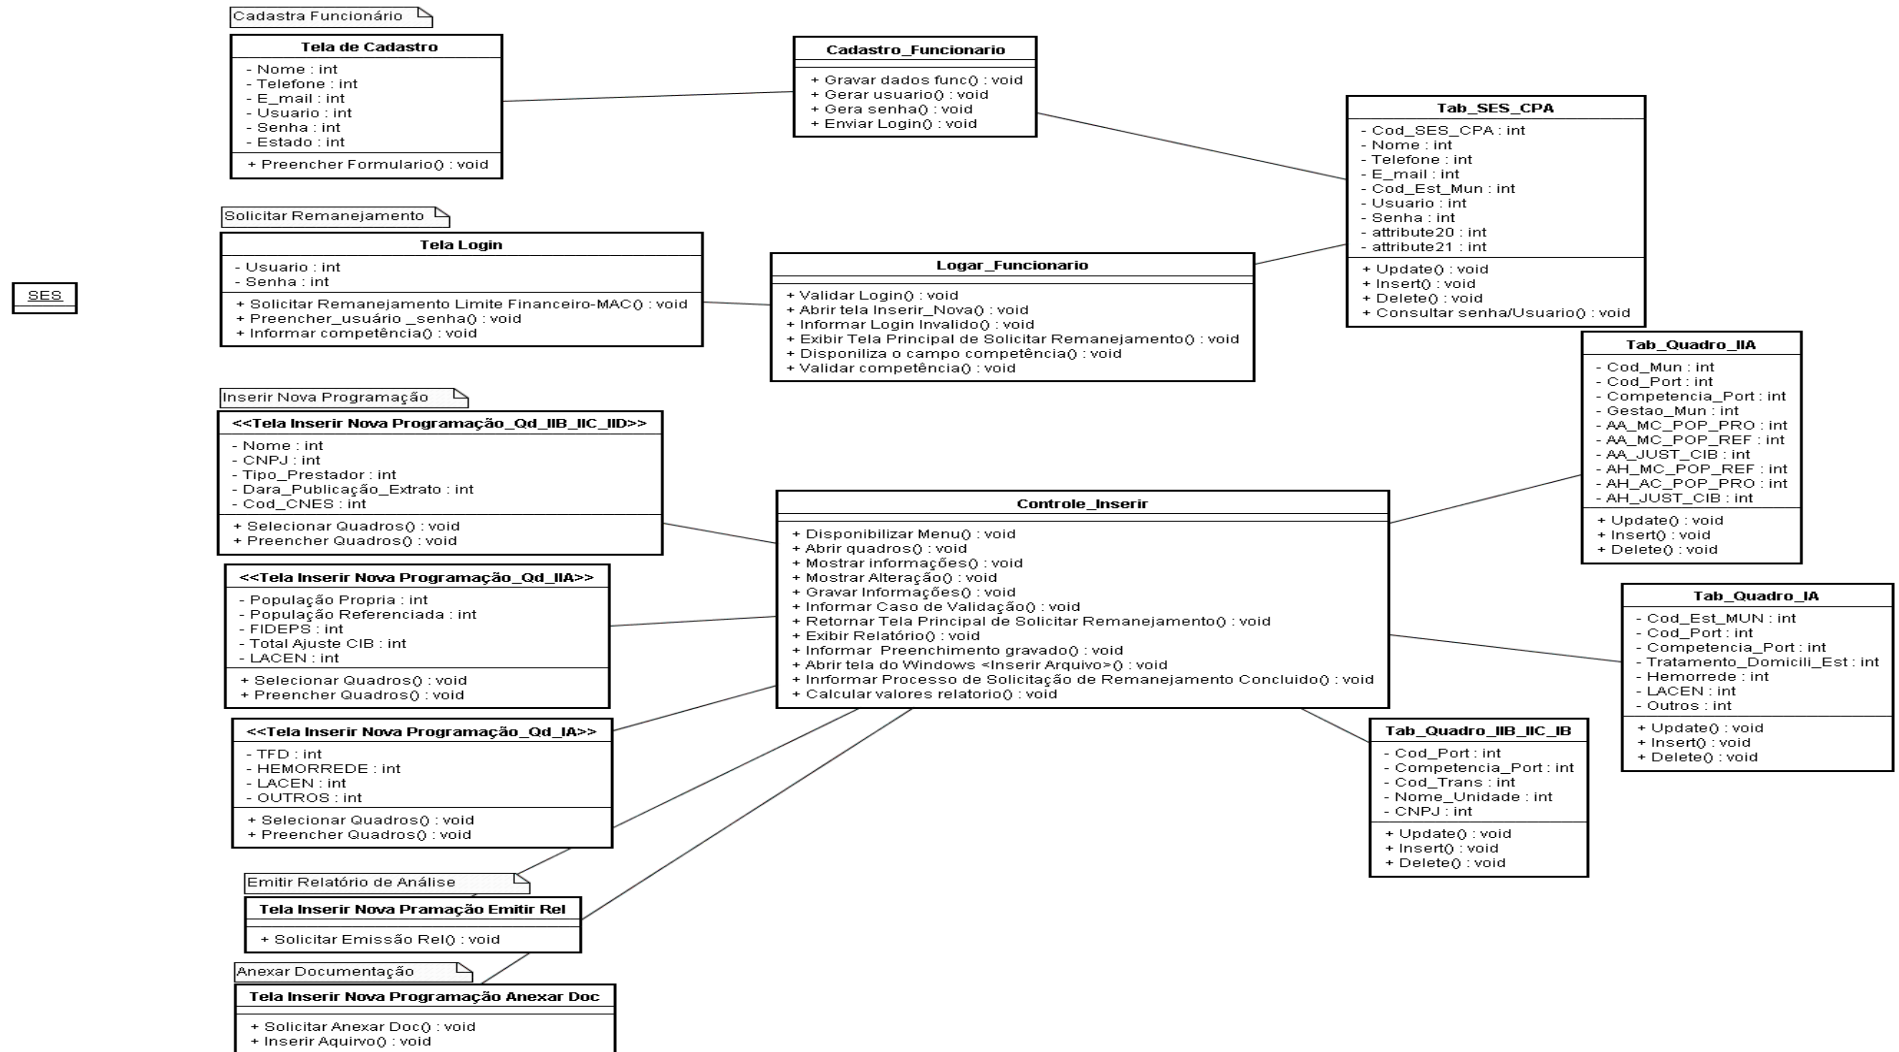 Cadastra Funcionário
Tela de Cadastro
- Nome : int
- Telefone : int
- E_mail : int
- Usuario : int
- Senha : int
- Estado : int
+ Preencher Formulario() : void
Cadastro_Funcionario
+ Gravar dados func() : void
+ Gerar usuario() : void
+ Gera senha() : void
+ Enviar Login() : void
Tab_SES_CPA
- Cod_SES_CPA : int
- Nome : int
- Telefone : int
- E_mail : int
- Cod_Est_Mun : int
- Usuario : int
- Senha : int
- attribute20 : int
- attribute21 : int
+ Update() : void
+ Insert() : void
+ Delete() : void
+ Consultar senha/Usuario() : void
SES
Solicitar Remanejamento
Tela Login
- Usuario : int
- Senha : int
+ Solicitar Remanejamento Limite Financeiro-MAC() : void
+ Preencher_usuário _senha() : void
+ Informar competência() : void
Logar_Funcionario
+ Validar Login() : void
+ Abrir tela Inserir_Nova() : void
+ Informar Login Invalido() : void
+ Exibir Tela Principal de Solicitar Remanejamento() : void
+ Disponiliza o campo competência() : void
+ Validar competência() : void
Tab_Quadro_IIA
- Cod_Mun : int
- Cod_Port : int
- Competencia_Port : int
- Gestao_Mun : int
- AA_MC_POP_PRO : int
- AA_MC_POP_REF : int
- AA_JUST_CIB : int
- AH_MC_POP_REF : int
- AH_AC_POP_PRO : int
- AH_JUST_CIB : int
+ Update() : void
+ Insert() : void
+ Delete() : void
Inserir Nova Programação
<<Tela Inserir Nova Programação_Qd_IIB_IIC_IID>>
- Nome : int
- CNPJ : int
- Tipo_Prestador : int
- Dara_Publicação_Extrato : int
- Cod_CNES : int
+ Selecionar Quadros() : void
+ Preencher Quadros() : void
<<Tela Inserir Nova Programação_Qd_IIA>>
- População Propria : int
- População Referenciada : int
- FIDEPS : int
- Total Ajuste CIB : int
- LACEN : int
+ Selecionar Quadros() : void
+ Preencher Quadros() : void
<<Tela Inserir Nova Programação_Qd_IA>>
- TFD : int
- HEMORREDE : int
- LACEN : int
- OUTROS : int
+ Selecionar Quadros() : void
+ Preencher Quadros() : void
Controle_Inserir
+ Disponibilizar Menu() : void
+ Abrir quadros() : void
+ Mostrar informações() : void
+ Mostrar Alteração() : void
+ Gravar Informações() : void
+ Informar Caso de Validação() : void
+ Retornar Tela Principal de Solicitar Remanejamento() : void
+ Exibir Relatório() : void
+ Informar Preenchimento gravado() : void
+ Abrir tela do Windows <Inserir Arquivo>() : void
+ Inrformar Processo de Solicitação de Remanejamento Concluido() : void
+ Calcular valores relatorio() : void
Tab_Quadro_IA
- Cod_Est_MUN : int
- Cod_Port : int
- Competencia_Port : int
- Tratamento_Domicili_Est : int
- Hemorrede : int
- LACEN : int
- Outros : int
+ Update() : void
+ Insert() : void
+ Delete() : void
Tab_Quadro_IIB_IIC_IB
- Cod_Port : int
- Competencia_Port : int
- Cod_Trans : int
- Nome_Unidade : int
- CNPJ : int
+ Update() : void
+ Insert() : void
+ Delete() : void
Emitir Relatório de Análise
Tela Inserir Nova Pramação Emitir Rel
+ Solicitar Emissão Rel() : void
Anexar Documentação
Tela Inserir Nova Programação Anexar Doc
+ Solicitar Anexar Doc() : void
+ Inserir Aquirvo() : void